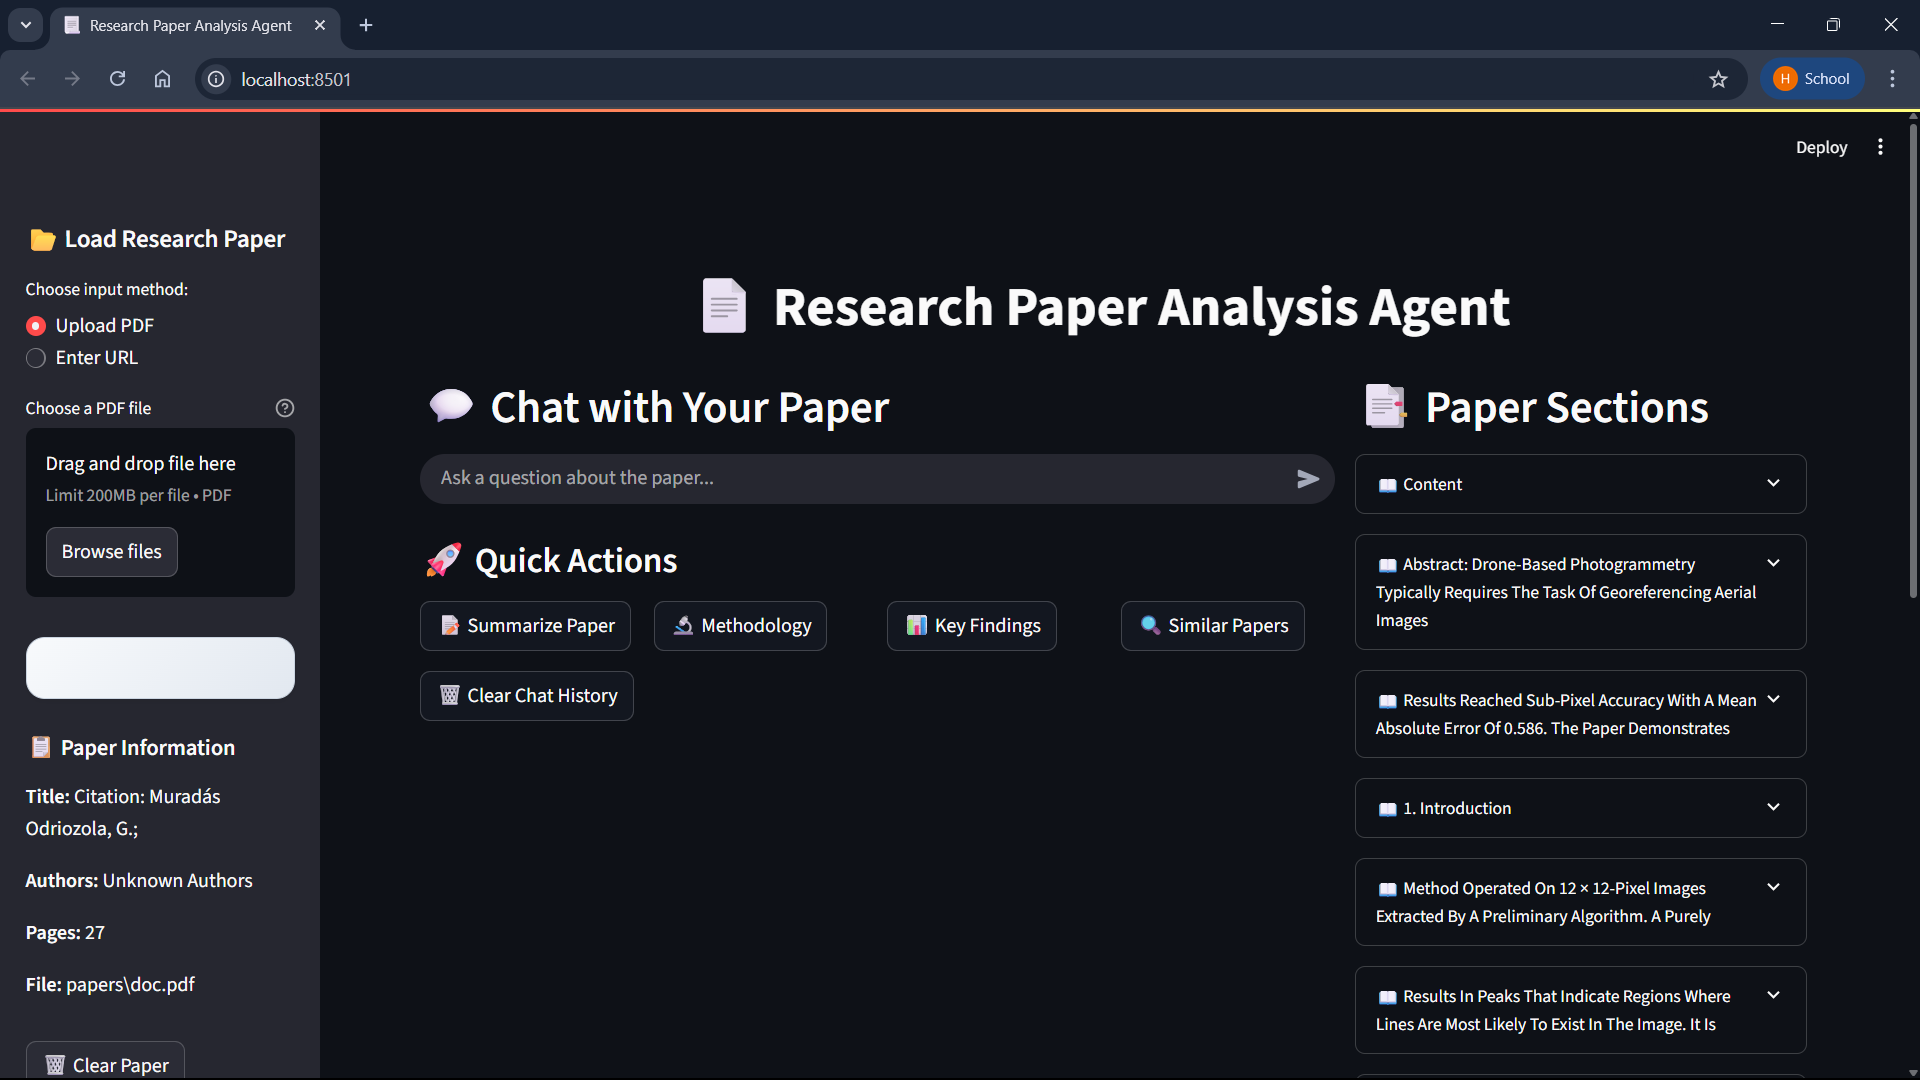 Research Paper Analysis Agent
localhost:8501
H School
Deploy
Load Research Paper
Choose input method:
Upload PDF
Enter URL
Choose a PDF file
Drag and drop file here
Limit 200MB per file • PDF
Browse files
Paper Information
Title: Citation: Muradás
Odriozola, G.;
Authors: Unknown Authors
Pages: 27
File: papers\doc.pdf
Clear Paper
Research Paper Analysis Agent
Chat with Your Paper
Ask a question about the paper...
Quick Actions
Summarize Paper
Methodology
Key Findings
Similar Papers
Clear Chat History
Paper Sections
Content
Abstract: Drone-Based Photogrammetry
Typically Requires The Task Of Georeferencing Aerial
Images
Results Reached Sub-Pixel Accuracy With A Mean
Absolute Error Of 0.586. The Paper Demonstrates
1. Introduction
Method Operated On 12 × 12-Pixel Images
Extracted By A Preliminary Algorithm. A Purely
Results In Peaks That Indicate Regions Where
Lines Are Most Likely To Exist In The Image. It Is